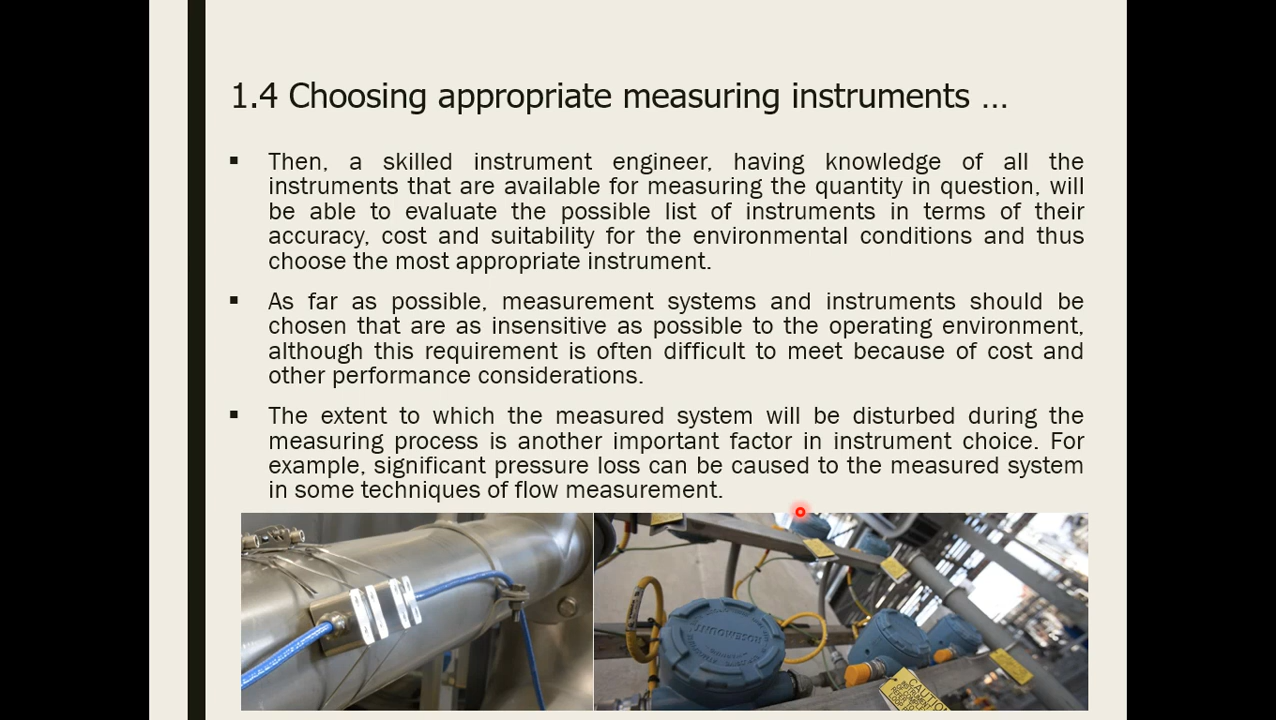 1.4 Choosing appropriate measuring instruments ...
▪ Then, a skilled instrument engineer, having knowledge of all the
instruments that are available for measuring the quantity in question, will
be able to evaluate the possible list of instruments in terms of their
accuracy, cost and suitability for the environmental conditions and thus
choose the most appropriate instrument.
▪ As far as possible, measurement systems and instruments should be
chosen that are as insensitive as possible to the operating environment,
although this requirement is often difficult to meet because of cost and
other performance considerations.
▪ The extent to which the measured system will be disturbed during the
measuring process is another important factor in instrument choice. For
example, significant pressure loss can be caused to the measured system
in some techniques of flow measurement.
CAUTION